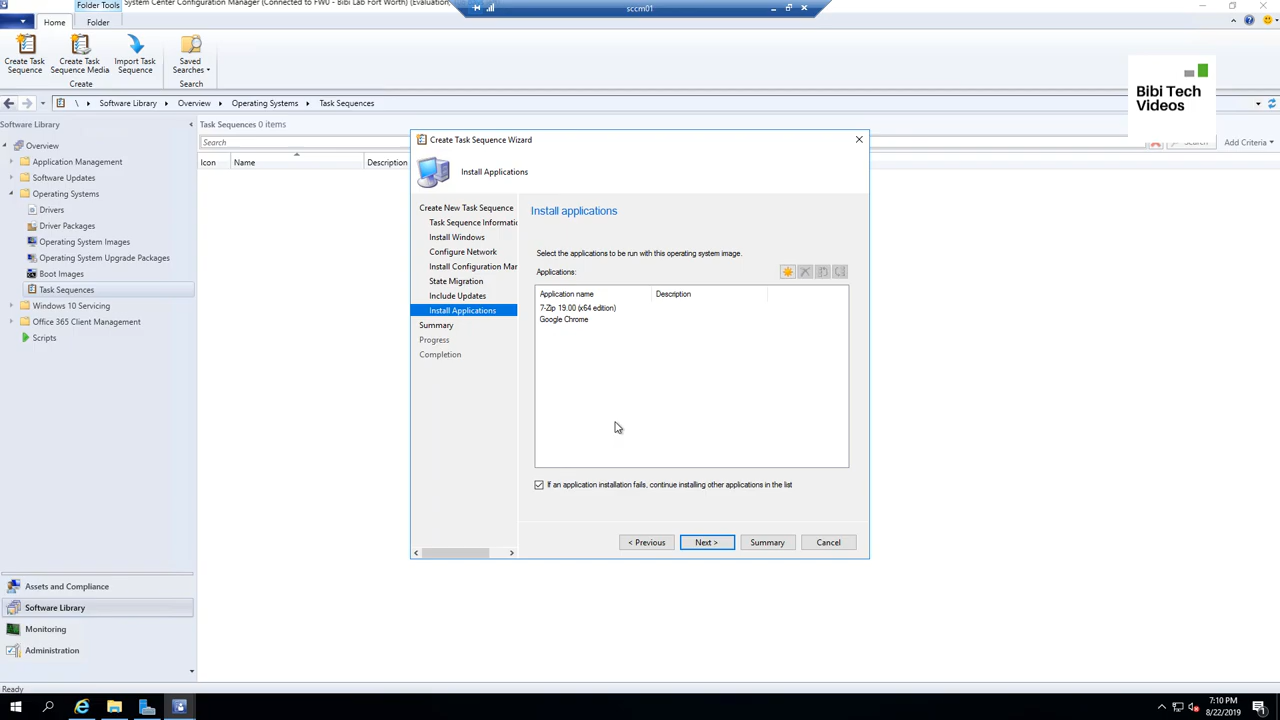 Folder Tools
System Center Configuration Manager (Connected to FW0 - Bibi Lab Fort Worth) (Evaluation
sccm01
Home
Folder
Create Task
Sequence
Create Task
Sequence Media
Import Task
Sequence
Saved
Searches
Create
Search
Bibi Tech
Videos
\ Software Library Overview Operating Systems Task Sequences
Software Library
Task Sequences 0 items
Search
Search
Add Criteria
Icon Name Description
Overview
Application Management
Software Updates
Operating Systems
Drivers
Driver Packages
Operating System Images
Operating System Upgrade Packages
Boot Images
Task Sequences
Windows 10 Servicing
Office 365 Client Management
Scripts
Create Task Sequence Wizard
Install Applications
Create New Task Sequence
Task Sequence Informatio
Install Windows
Configure Network
Install Configuration Mar
State Migration
Include Updates
Install Applications
Summary
Progress
Completion
Install applications
Select the applications to be run with this operating system image.
Applications:
Application name Description
7-Zip 19.00 (x64 edition)
Google Chrome
If an application installation fails, continue installing other applications in the list
< Previous Next > Summary Cancel
Assets and Compliance
Software Library
Monitoring
Administration
Ready
7:10 PM
8/22/2019
1